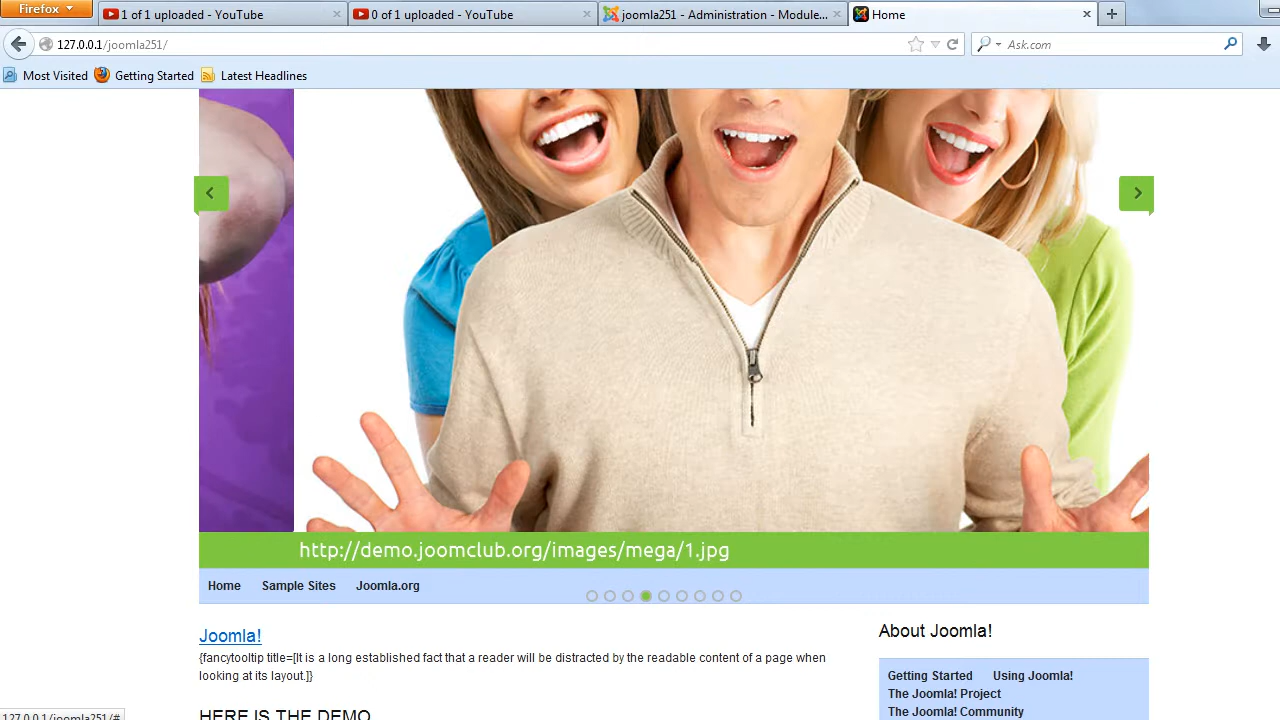 Firefox
1 of 1 uploaded - YouTube
0 of 1 uploaded - YouTube
joomla251 - Administration - Module...
Home
127.0.0.1/joomla251/
Ask.com
Most Visited
Getting Started
Latest Headlines
http://demo.joomclub.org/images/mega/1.jpg
Home
Sample Sites
Joomla.org
Joomla!
{fancytooltip title=[It is a long established fact that a reader will be distracted by the readable content of a page when
looking at its layout.]}
HERE IS THE DEMO
About Joomla!
Getting Started
Using Joomla!
The Joomla! Project
The Joomla! Community
127.0.0.1/joomla251/#